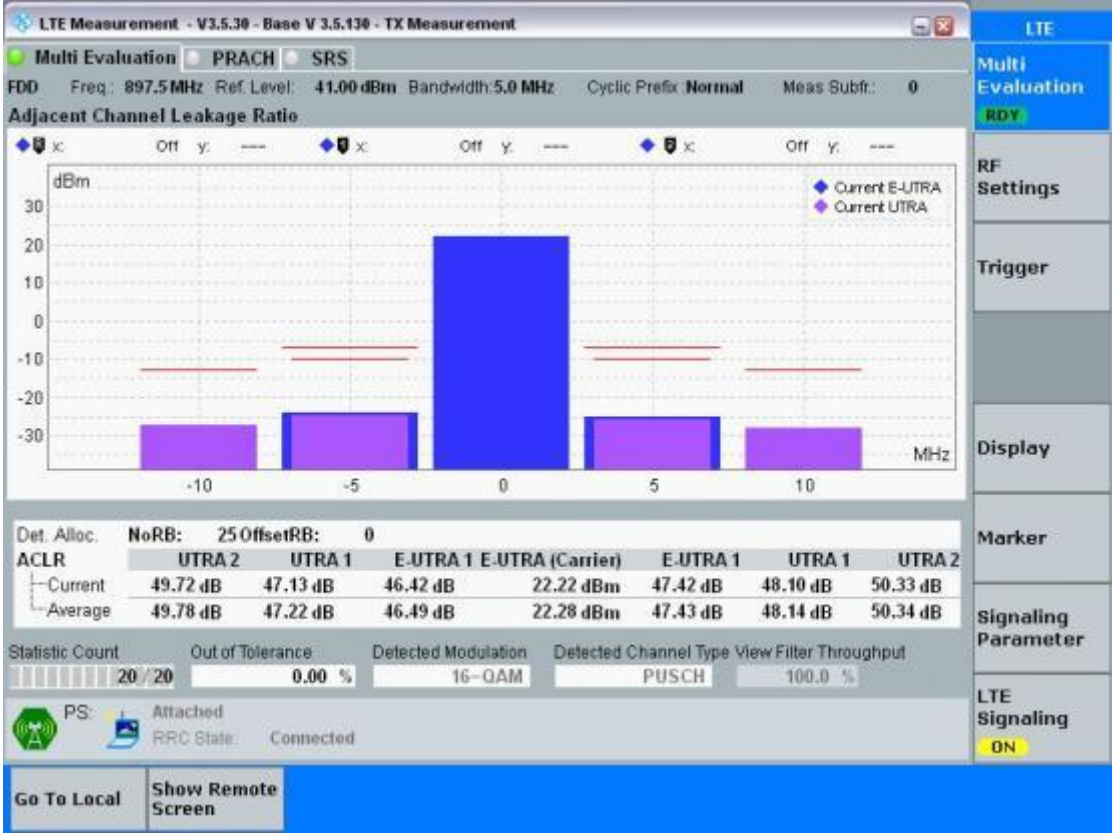 LTE Measurement - V3.5.30 - Base V 3.5.130 - TX Measurement
LTE
Multi Evaluation PRACH SRS
Multi
Evaluation
RDY
FDD Freq.: 897.5 MHz Ref. Level: 41.00 dBm Bandwidth: 5.0 MHz Cyclic Prefix: Normal Meas Subfr.: 0
Adjacent Channel Leakage Ratio
x: Off y: --- x: Off y: --- x: Off y: ---
dBm
Current E-UTRA
Current UTRA
30
20
10
0
-10
-20
-30
MHz
-10 -5 0 5 10
RF
Settings
Trigger
Display
Marker
Signaling
Parameter
LTE
Signaling
ON
Det. Alloc. NoRB: 25 OffsetRB: 0
ACLR UTRA 2 UTRA 1 E-UTRA 1 E-UTRA (Carrier) E-UTRA 1 UTRA 1 UTRA 2
Current 49.72 dB 47.13 dB 46.42 dB 22.22 dBm 47.42 dB 48.10 dB 50.33 dB
Average 49.78 dB 47.22 dB 46.49 dB 22.28 dBm 47.43 dB 48.14 dB 50.34 dB
Statistic Count Out of Tolerance Detected Modulation Detected Channel Type View Filter Throughput
20 / 20 0.00 % 16-QAM PUSCH 100.0 %
PS: Attached
RRC State: Connected
Go To Local
Show Remote
Screen